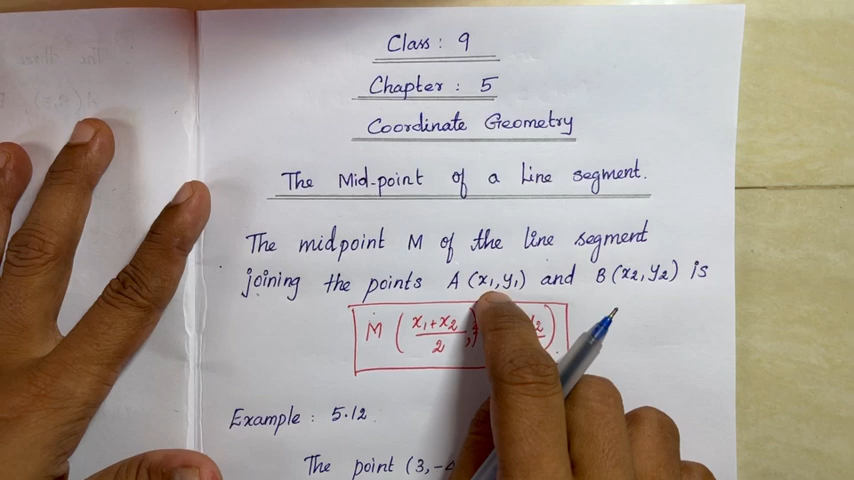 Class : 9
Chapter : 5
Coordinate Geometry
The Mid-point of a Line segment.
The midpoint M of the line segment
joining the points A (x₁, y₁) and B (x₂, y₂) is
M ( x₁+x₂ / 2 ,
Example : 5.12
The point (3, -4